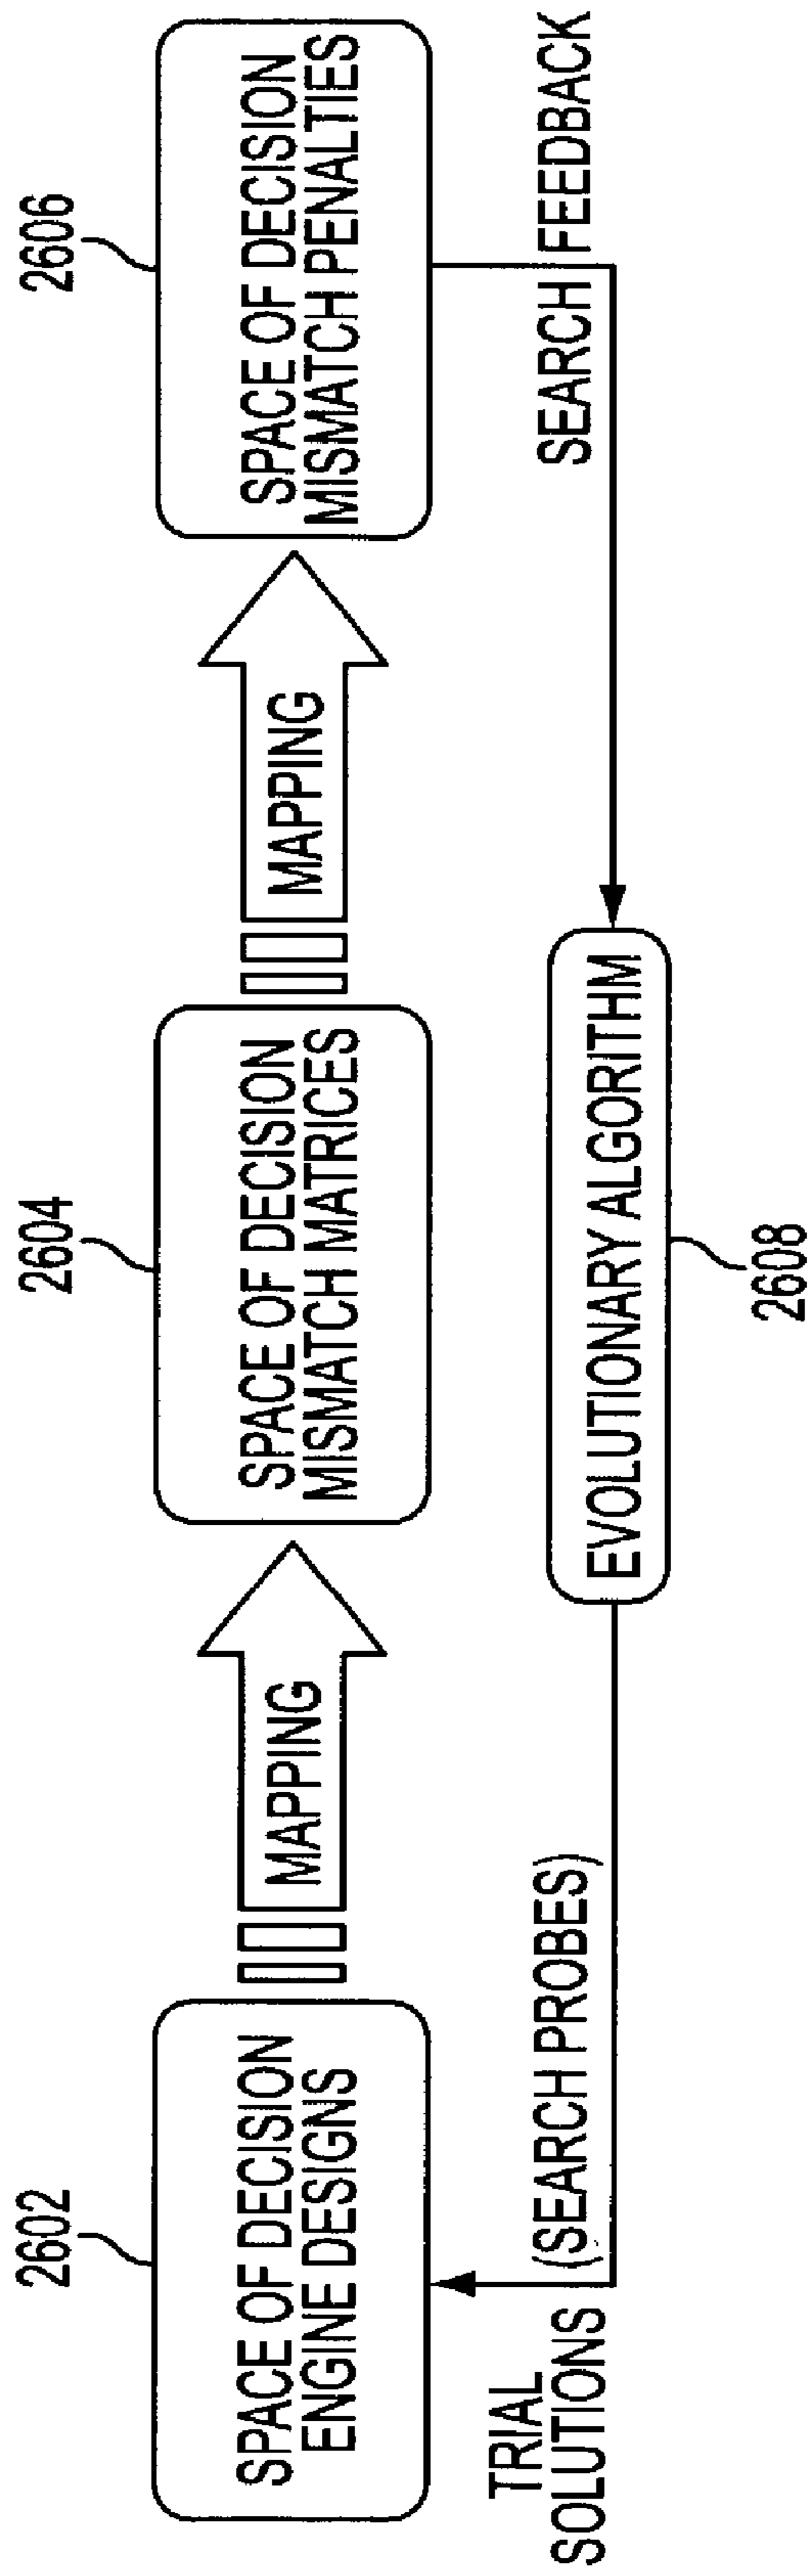 2602
SPACE OF DECISION
ENGINE DESIGNS
MAPPING
2604
SPACE OF DECISION
MISMATCH MATRICES
MAPPING
2606
SPACE OF DECISION
MISMATCH PENALTIES
TRIAL
SOLUTIONS (SEARCH PROBES)
EVOLUTIONARY ALGORITHM
2608
SEARCH FEEDBACK